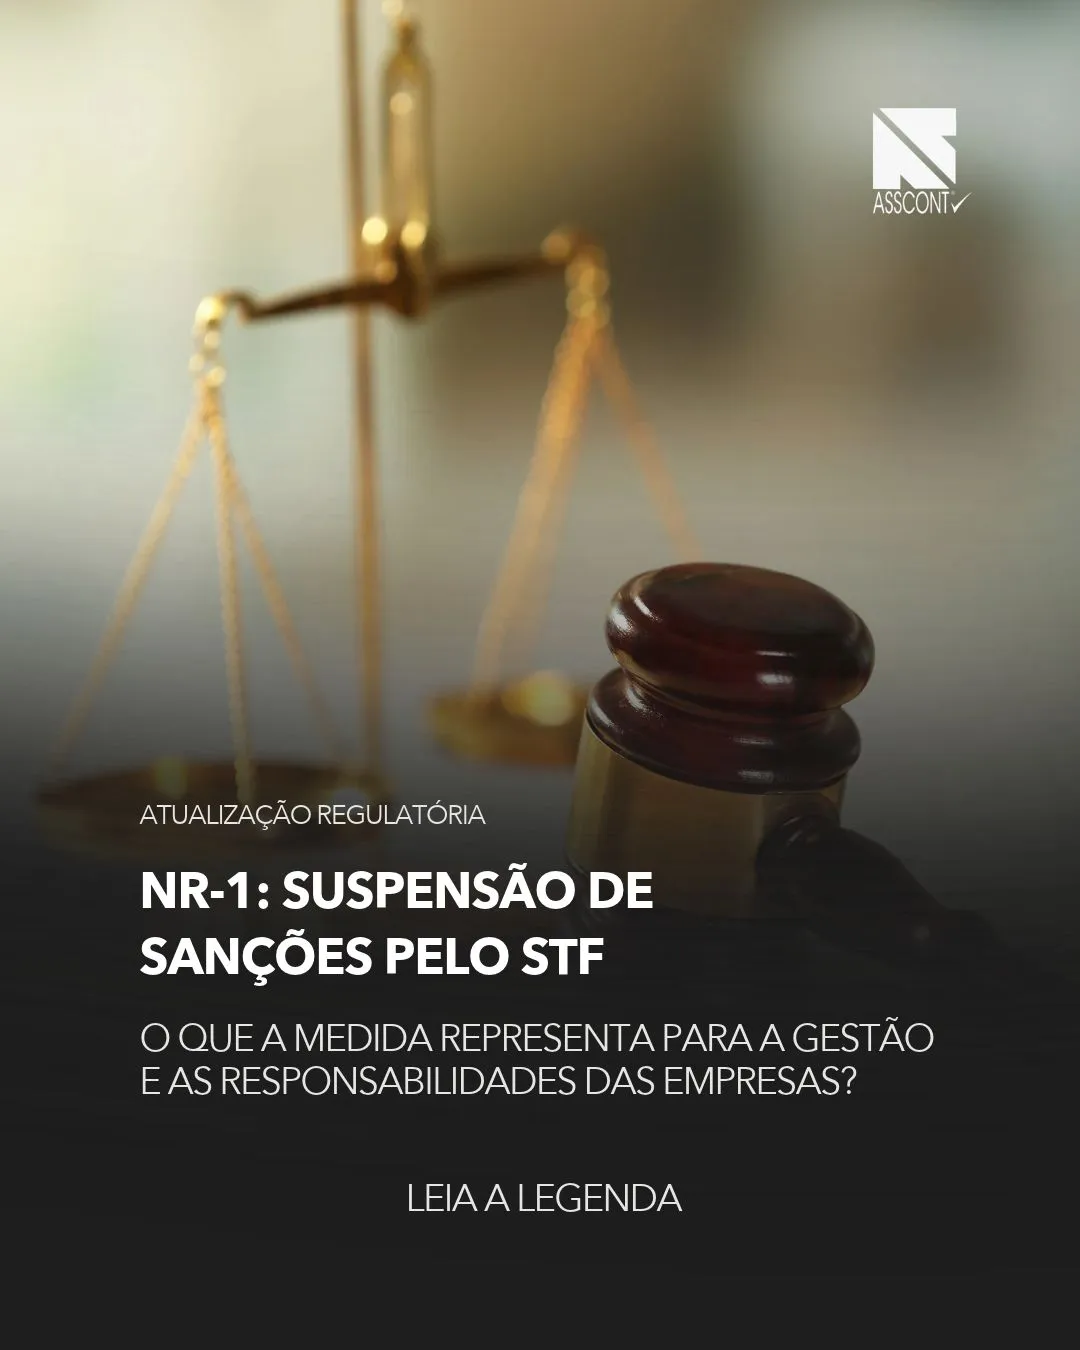 ASSCONT
ATUALIZAÇÃO REGULATÓRIA
NR-1: SUSPENSÃO DE
SANÇÕES PELO STF
O QUE A MEDIDA REPRESENTA PARA A GESTÃO
E AS RESPONSABILIDADES DAS EMPRESAS?
LEIA A LEGENDA